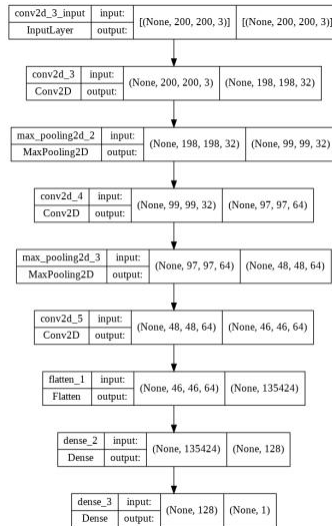 conv2d_3_input input: [(None, 200, 200, 3)] [(None, 200, 200, 3)]
InputLayer output:
conv2d_3 input: (None, 200, 200, 3) (None, 198, 198, 32)
Conv2D output:
max_pooling2d_2 input: (None, 198, 198, 32) (None, 99, 99, 32)
MaxPooling2D output:
conv2d_4 input: (None, 99, 99, 32) (None, 97, 97, 64)
Conv2D output:
max_pooling2d_3 input: (None, 97, 97, 64) (None, 48, 48, 64)
MaxPooling2D output:
conv2d_5 input: (None, 48, 48, 64) (None, 46, 46, 64)
Conv2D output:
flatten_1 input: (None, 46, 46, 64) (None, 135424)
Flatten output:
dense_2 input: (None, 135424) (None, 128)
Dense output:
dense_3 input: (None, 128) (None, 1)
Dense output: